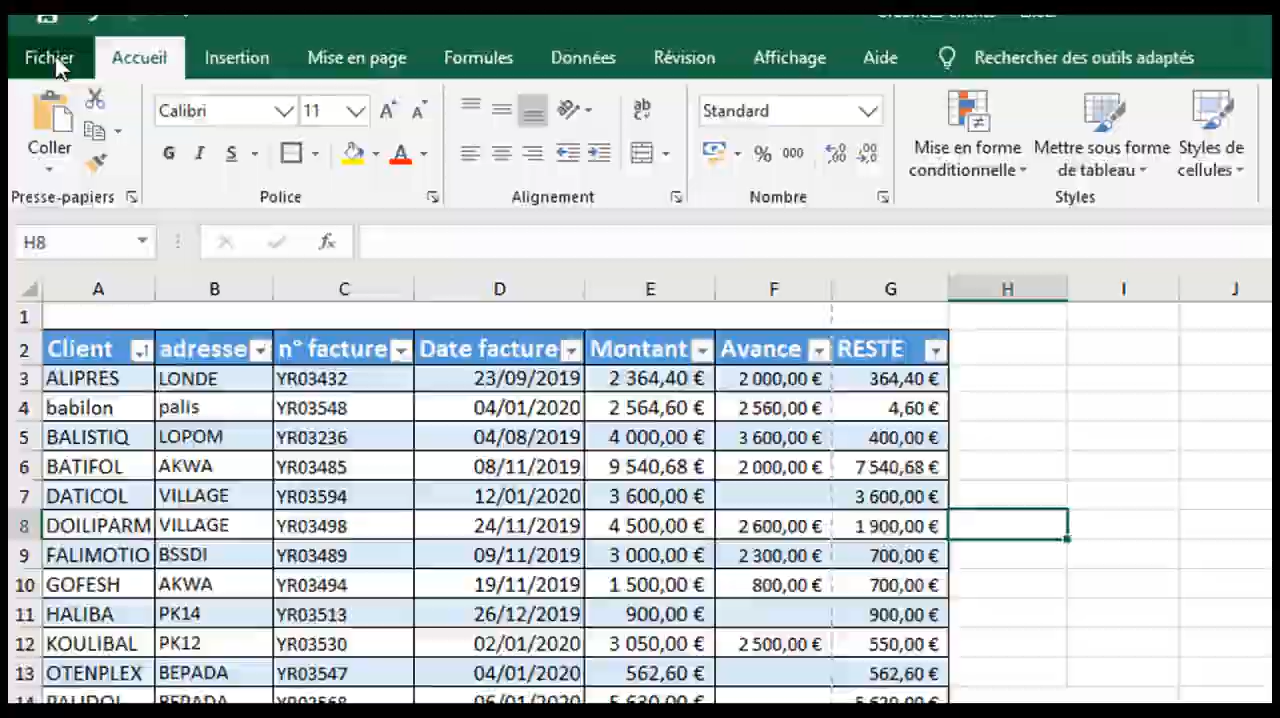 Fichier Accueil Insertion Mise en page Formules Données Révision Affichage Aide Rechercher des outils adaptés
Calibri 11 Standard
Coller
G I S
% 000
Mise en forme conditionnelle
Mettre sous forme de tableau
Styles de cellules
Presse-papiers Police Alignement Nombre Styles
H8 fx
A B C D E F G H I J
1
2 Client adresse n° facture Date facture Montant Avance RESTE
3 ALIPRES LONDE YR03432 23/09/2019 2 364,40 € 2 000,00 € 364,40 €
4 babilon palis YR03548 04/01/2020 2 564,60 € 2 560,00 € 4,60 €
5 BALISTIQ LOPOM YR03236 04/08/2019 4 000,00 € 3 600,00 € 400,00 €
6 BATIFOL AKWA YR03485 08/11/2019 9 540,68 € 2 000,00 € 7 540,68 €
7 DATICOL VILLAGE YR03594 12/01/2020 3 600,00 € 3 600,00 €
8 DOILIPARM VILLAGE YR03498 24/11/2019 4 500,00 € 2 600,00 € 1 900,00 €
9 FALIMOTIO BSSDI YR03489 09/11/2019 3 000,00 € 2 300,00 € 700,00 €
10 GOFESH AKWA YR03494 19/11/2019 1 500,00 € 800,00 € 700,00 €
11 HALIBA PK14 YR03513 26/12/2019 900,00 € 900,00 €
12 KOULIBAL PK12 YR03530 02/01/2020 3 050,00 € 2 500,00 € 550,00 €
13 OTENPLEX BEPADA YR03547 04/01/2020 562,60 € 562,60 €